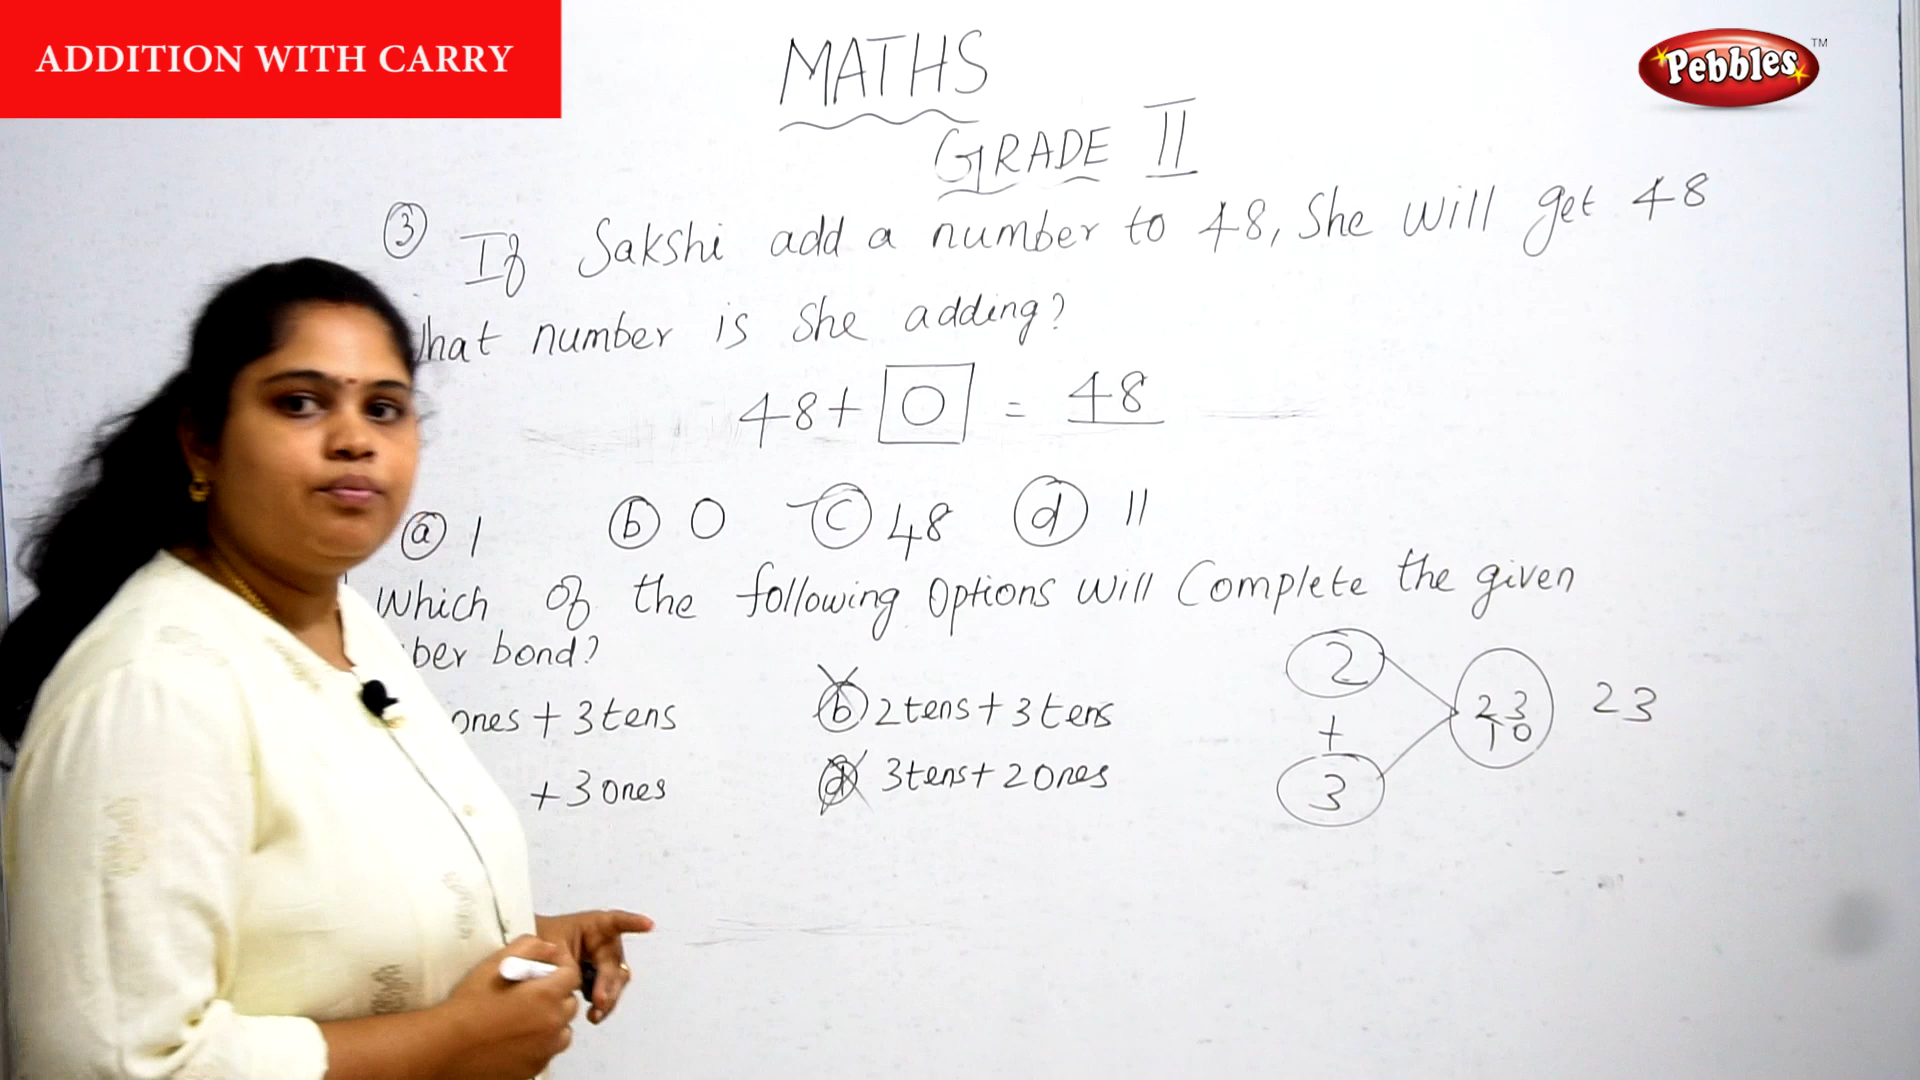 ADDITION WITH CARRY
Pebbles TM
MATHS
GRADE II
3 If Sakshi add a number to 48, She will get 48
number is she adding?
48 + 0 = 48
a 1 b 0 c 48 d 11
Which of the following options will Complete the given
bond?
ones + 3 tens b 2 tens + 3 tens
+ 3 ones d 3 tens + 2 Ones
2 + 3
23
T O
23